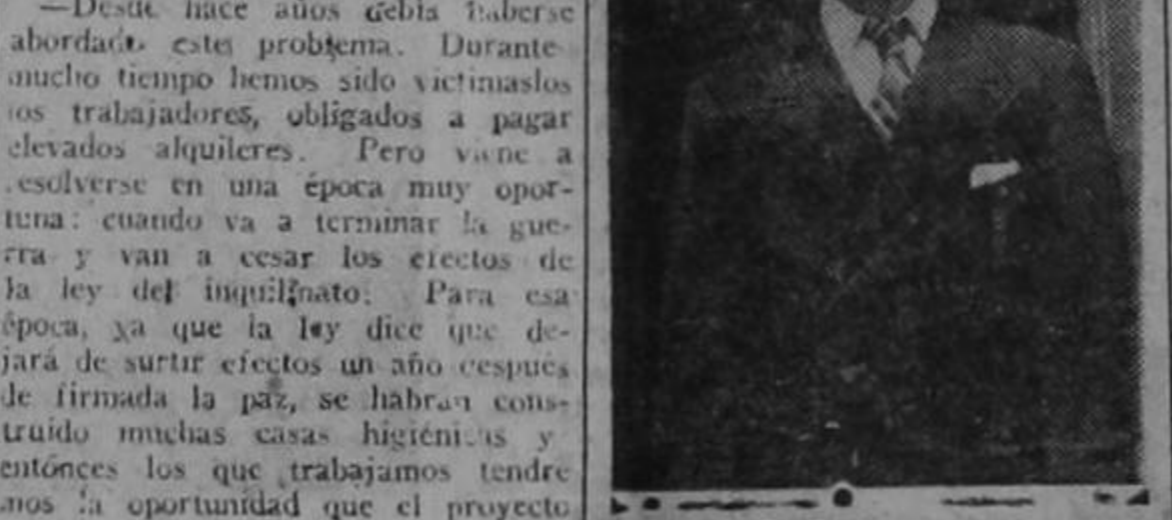 —Desde hace años debía haberse
abordado este problema. Durante
mucho tiempo hemos sido victimaslos
los trabajadores, obligados a pagar
elevados alquileres. Pero viene a
resolverse en una época muy opor-
tuna: cuando va a terminar la gue-
rra y van a cesar los efectos de
la ley del inquilinato. Para esa
época, ya que la ley dice que de-
jará de surtir efectos un año después
de firmada la paz, se habran cons-
truido muchas casas higiénicas y
entónces los que trabajamos tendre
mos la oportunidad que el proyecto